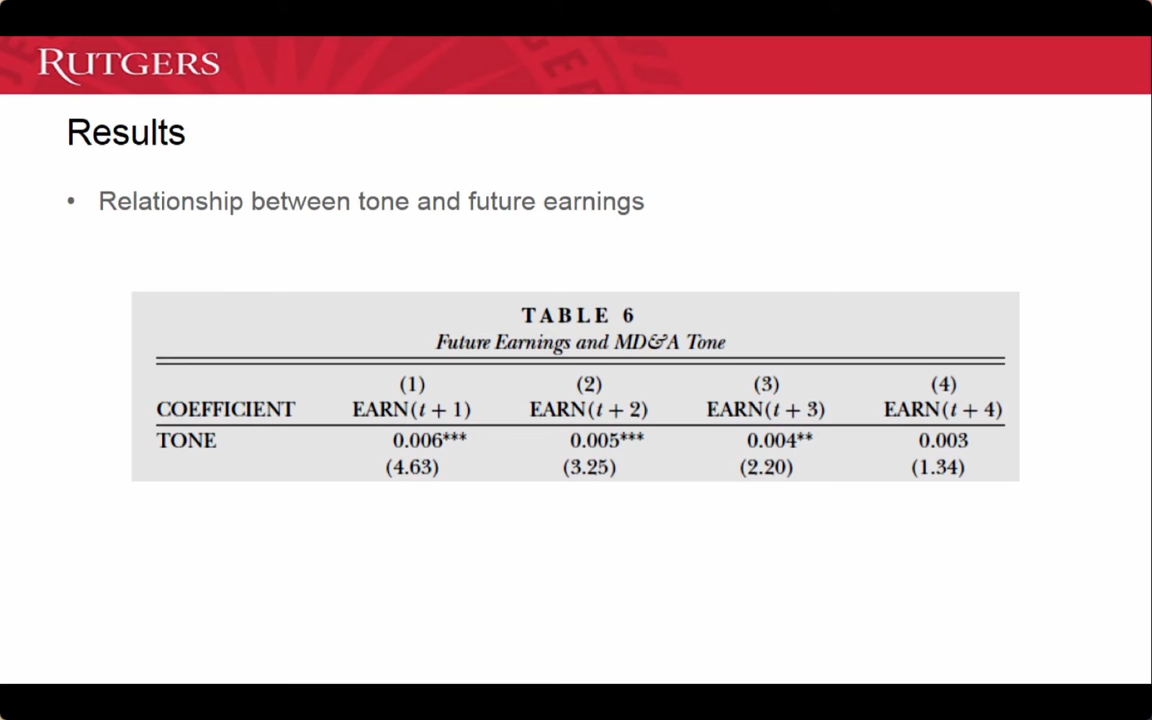 RUTGERS
Results
• Relationship between tone and future earnings
TABLE 6
Future Earnings and MD&A Tone
(1) (2) (3) (4)
COEFFICIENT EARN(t + 1) EARN(t + 2) EARN(t + 3) EARN(t + 4)
TONE 0.006*** 0.005*** 0.004** 0.003
(4.63) (3.25) (2.20) (1.34)